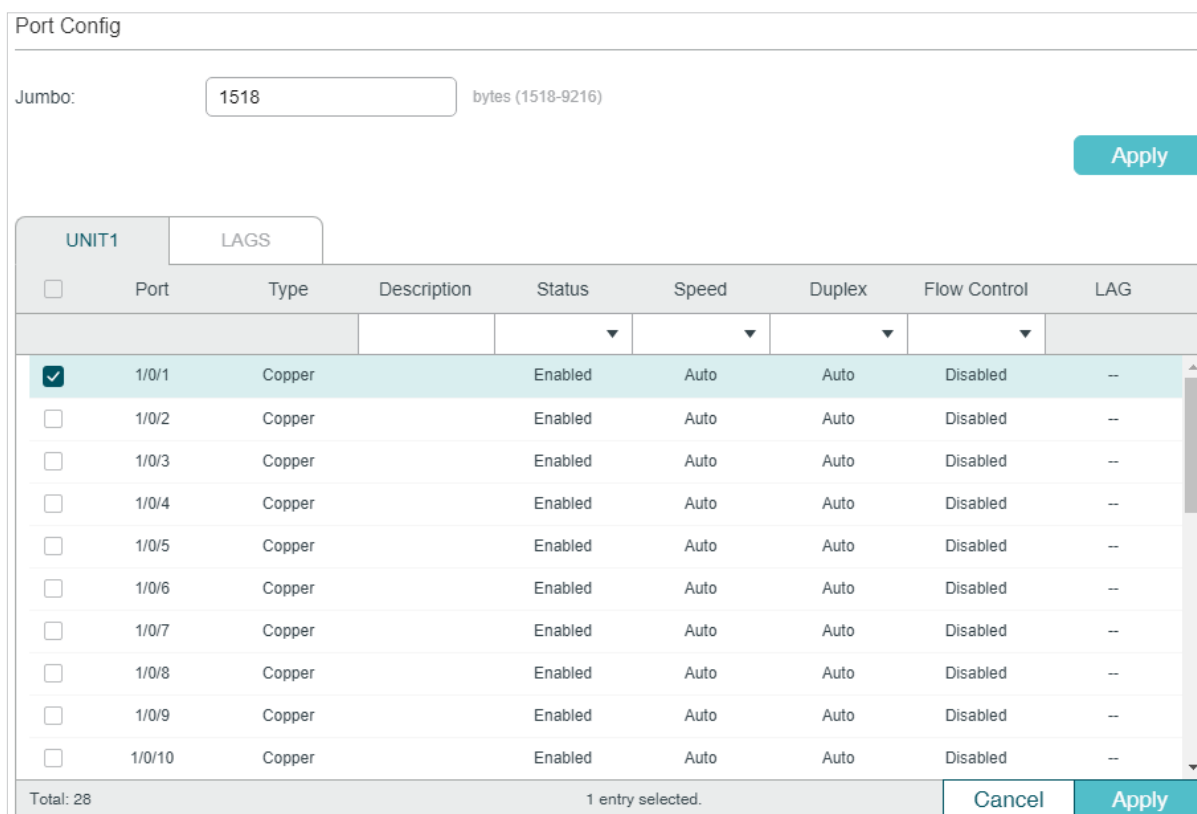 Port Config
Jumbo: 1518 bytes (1518-9216)
Apply
UNIT1 LAGS
Port Type Description Status Speed Duplex Flow Control LAG
1/0/1 Copper Enabled Auto Auto Disabled --
1/0/2 Copper Enabled Auto Auto Disabled --
1/0/3 Copper Enabled Auto Auto Disabled --
1/0/4 Copper Enabled Auto Auto Disabled --
1/0/5 Copper Enabled Auto Auto Disabled --
1/0/6 Copper Enabled Auto Auto Disabled --
1/0/7 Copper Enabled Auto Auto Disabled --
1/0/8 Copper Enabled Auto Auto Disabled --
1/0/9 Copper Enabled Auto Auto Disabled --
1/0/10 Copper Enabled Auto Auto Disabled --
Total: 28 1 entry selected. Cancel Apply